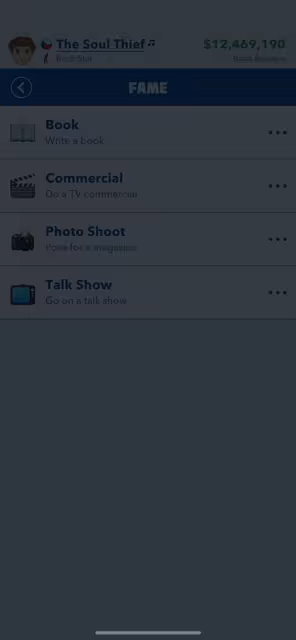 The Soul Thief
$12,469,190
Rock Star
Bank Balance
FAME
Book
Write a book
Commercial
Do a TV commercial
Photo Shoot
Pose for a magazine
Talk Show
Go on a talk show